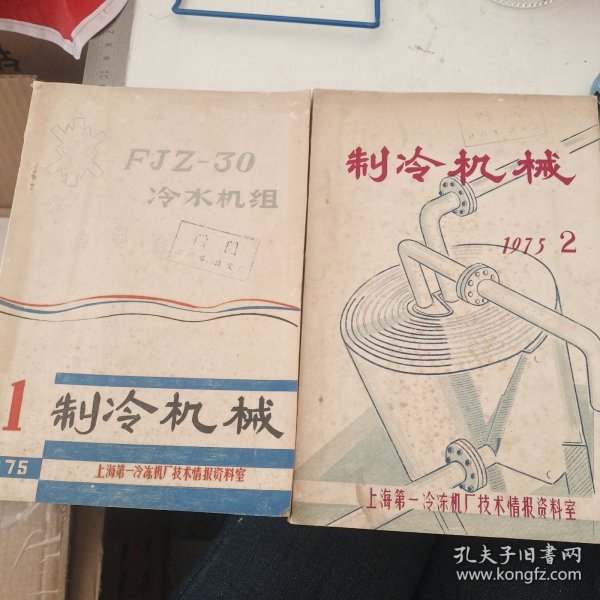 FJZ-30
冷水机组
1
制冷机械
1975
上海第一冷冻机厂技术情报资料室
制冷机械
1975 2
上海第一冷冻机厂技术情报资料室
孔夫子旧书网
www.kongfz.com